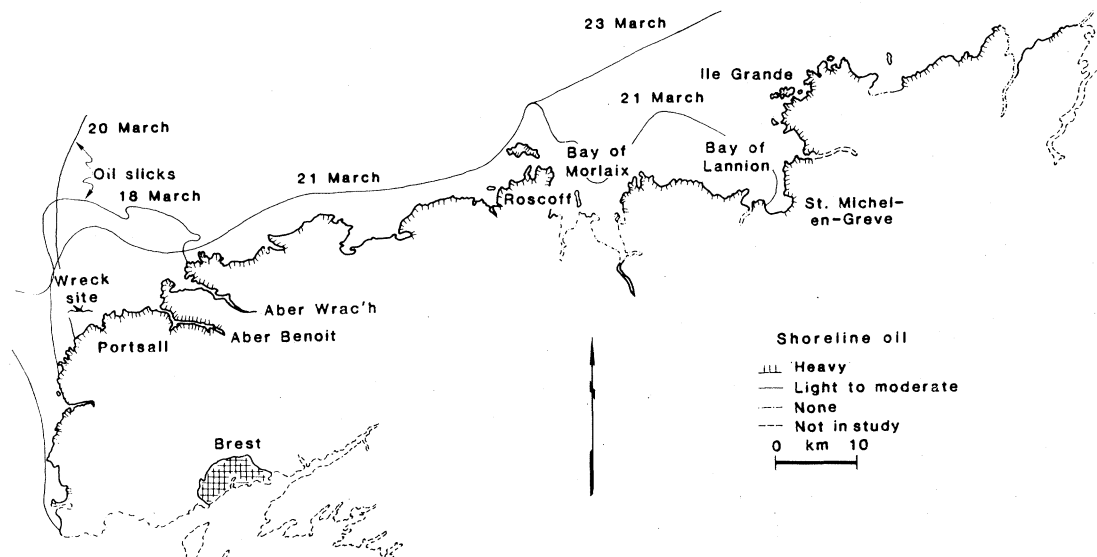 23 March
Ile Grande
21 March
20 March
Bay of
Morlaix
Bay of
Lannion
Oil slicks
18 March
21 March
Roscoff
St. Michel-
en-Greve
Wreck
site
Aber Wrac'h
Aber Benoit
Portsall
Shoreline oil
Heavy
Light to moderate
None
Not in study
0 km 10
Brest